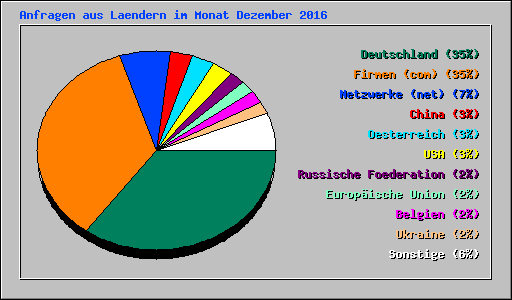 Anfragen aus Laendern im Monat Dezember 2016
Deutschland (35%)
Firmen (com) (35%)
Netzwerke (net) (7%)
China (3%)
Oesterreich (3%)
USA (3%)
Russische Foederation (2%)
Europäische Union (2%)
Belgien (2%)
Ukraine (2%)
Sonstige (6%)